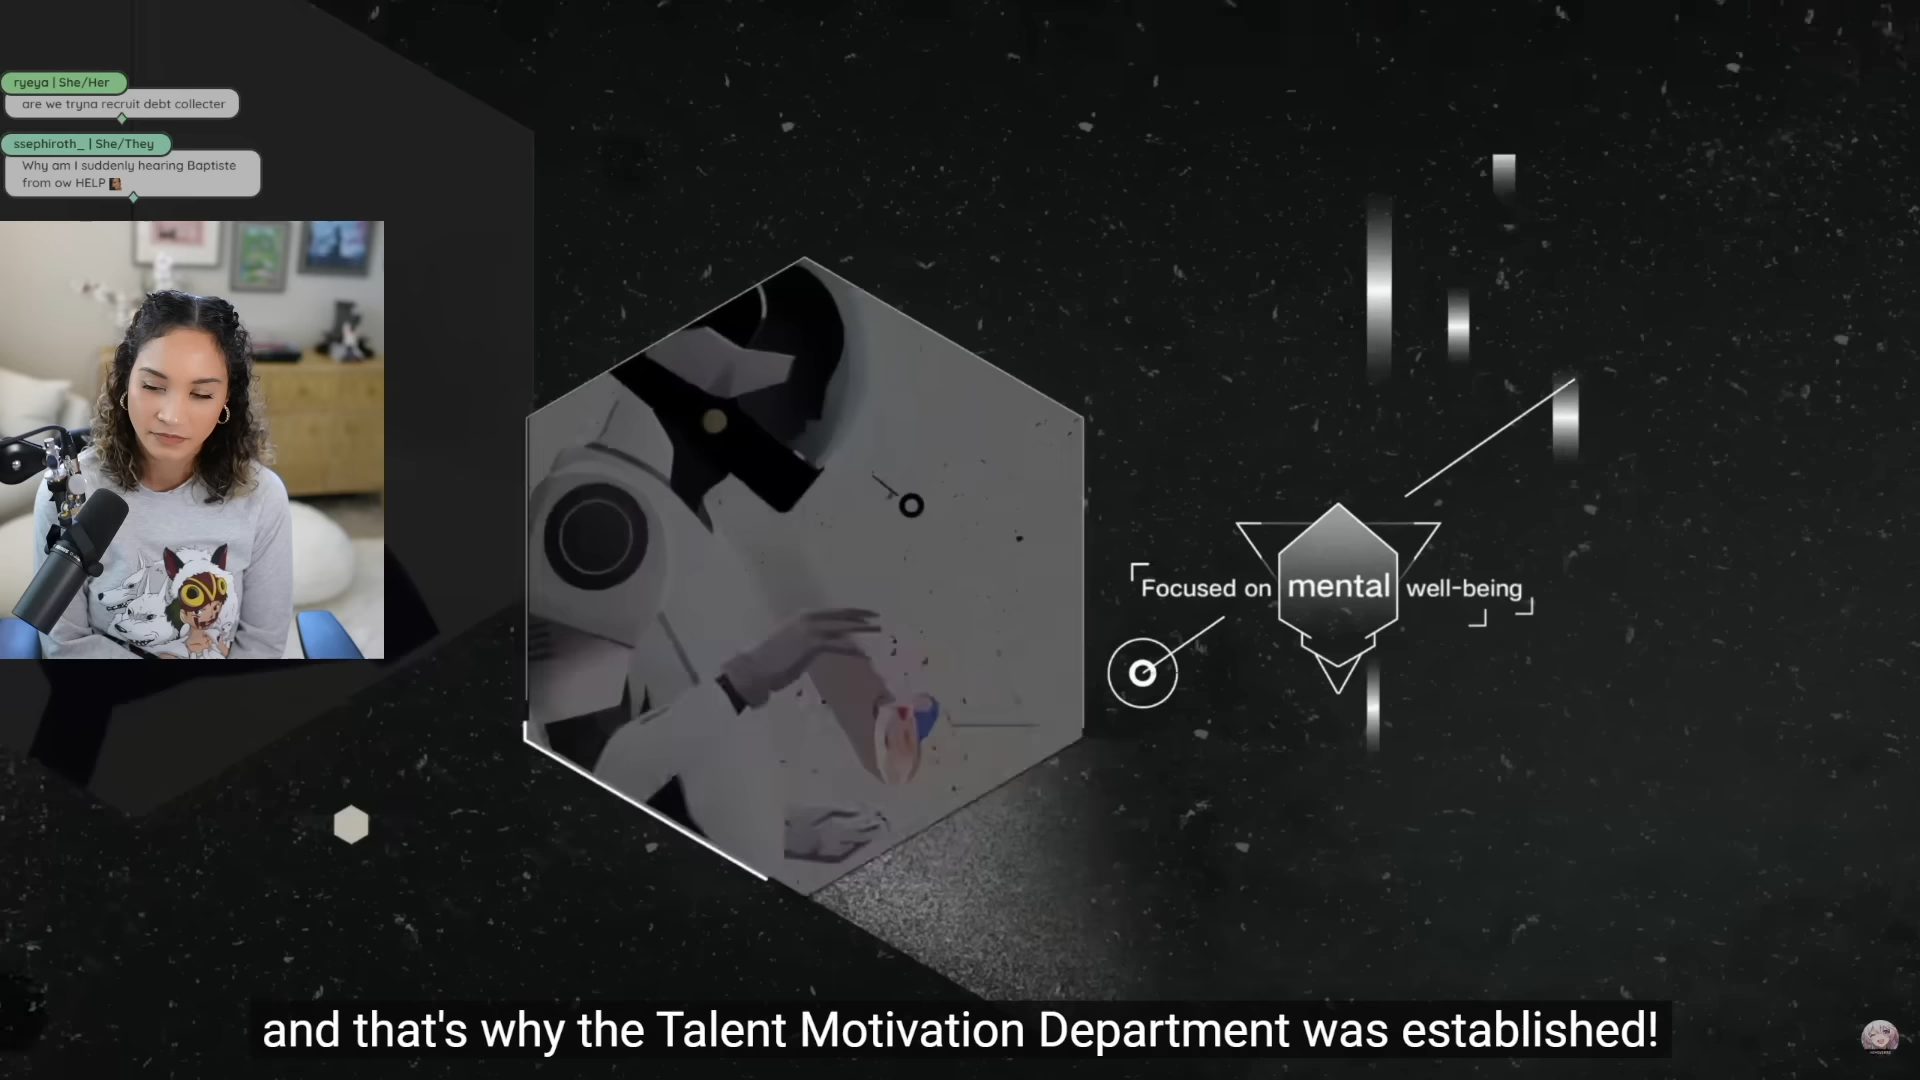 ryeya | She/Her
are we tryna recruit debt collecter
ssephiroth_ | She/They
Why am I suddenly hearing Baptiste
from ow HELP
Focused on mental well-being
and that's why the Talent Motivation Department was established!